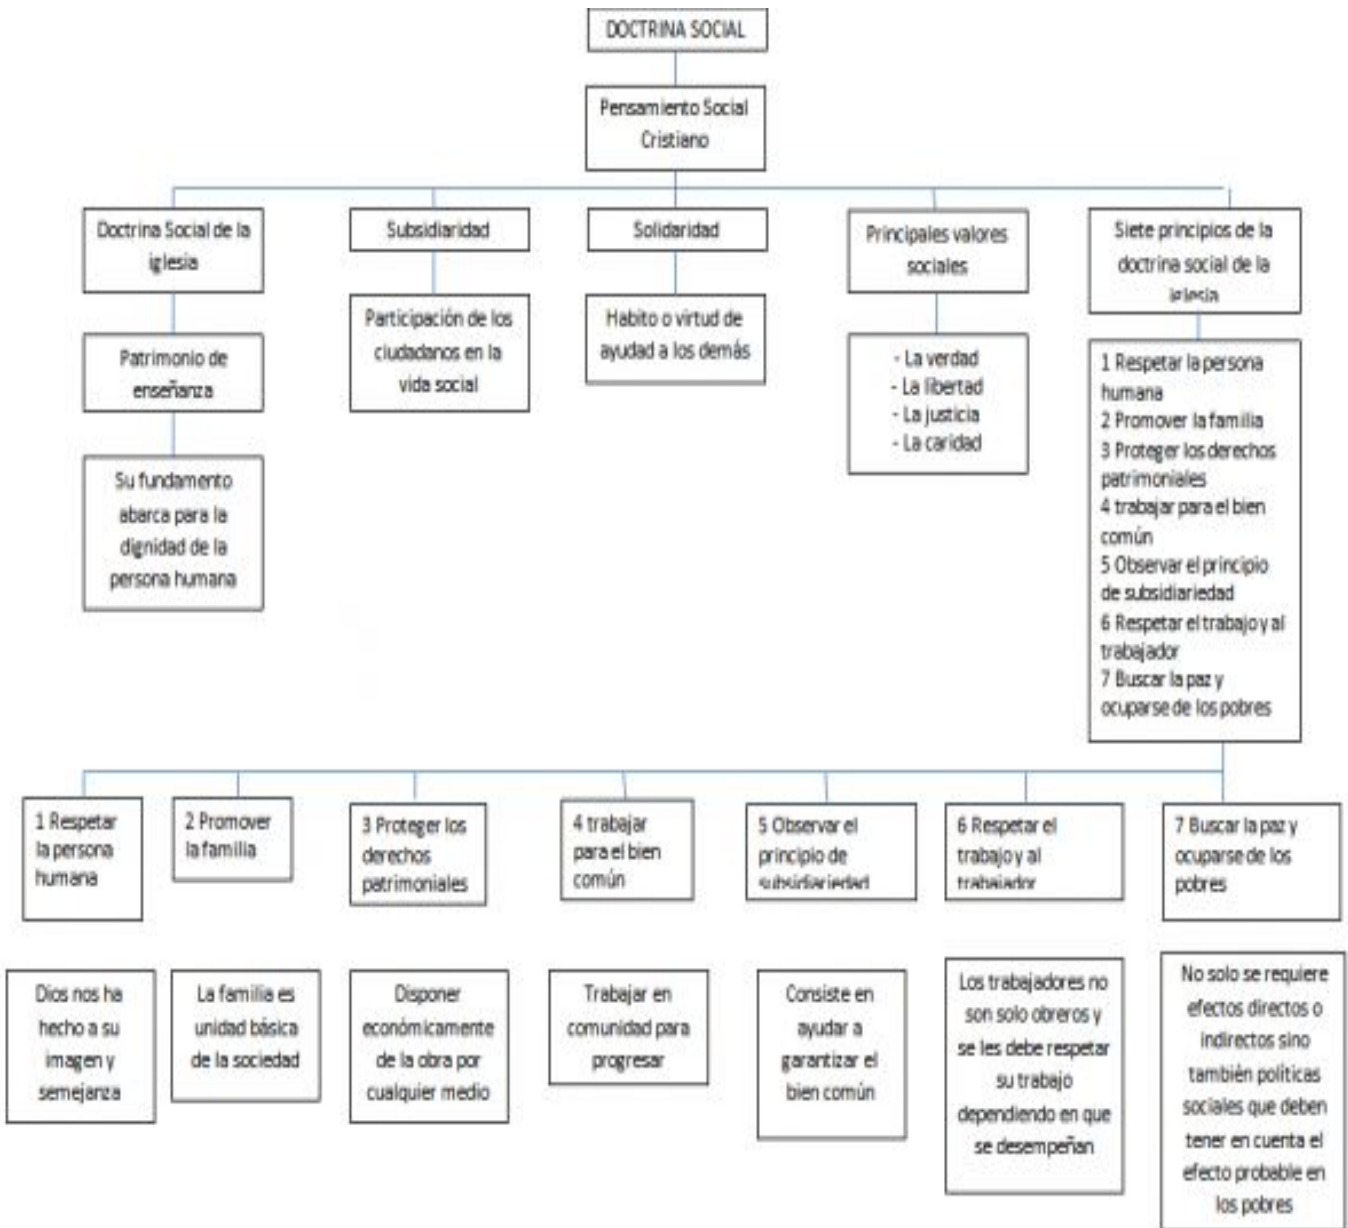 DOCTRINA SOCIAL
Pensamiento Social
Cristiano
Doctrina Social de la
iglesia
Subsidiaridad
Solidaridad
Principales valores
sociales
Siete principios de la
doctrina social de la
iglesia
Patrimonio de
enseñanza
Participación de los
ciudadanos en la
vida social
Habito o virtud de
ayudad a los demás
- La verdad
- La libertad
- La justicia
- La caridad
1 Respetar la persona
humana
2 Promover la familia
3 Proteger los derechos
patrimoniales
4 trabajar para el bien
común
5 Observar el principio
de subsidiariedad
6 Respetar el trabajo y al
trabajador
7 Buscar la paz y
ocuparse de los pobres
Su fundamento
abarca para la
dignidad de la
persona humana
1 Respetar
la persona
humana
2 Promover
la familia
3 Proteger los
derechos
patrimoniales
4 trabajar
para el bien
común
5 Observar el
principio de
subsidiariedad
6 Respetar el
trabajo y al
trabajador
7 Buscar la paz y
ocuparse de los
pobres
Dios nos ha
hecho a su
imagen y
semejanza
La familia es
unidad básica
de la sociedad
Disponer
económicamente
de la obra por
cualquier medio
Trabajar en
comunidad para
progresar
Consiste en
ayudar a
garantizar el
bien común
Los trabajadores no
son solo obreros y
se les debe respetar
su trabajo
dependiendo en que
se desempeñan
No solo se requiere
efectos directos o
indirectos sino
también políticas
sociales que deben
tener en cuenta el
efecto probable en
los pobres